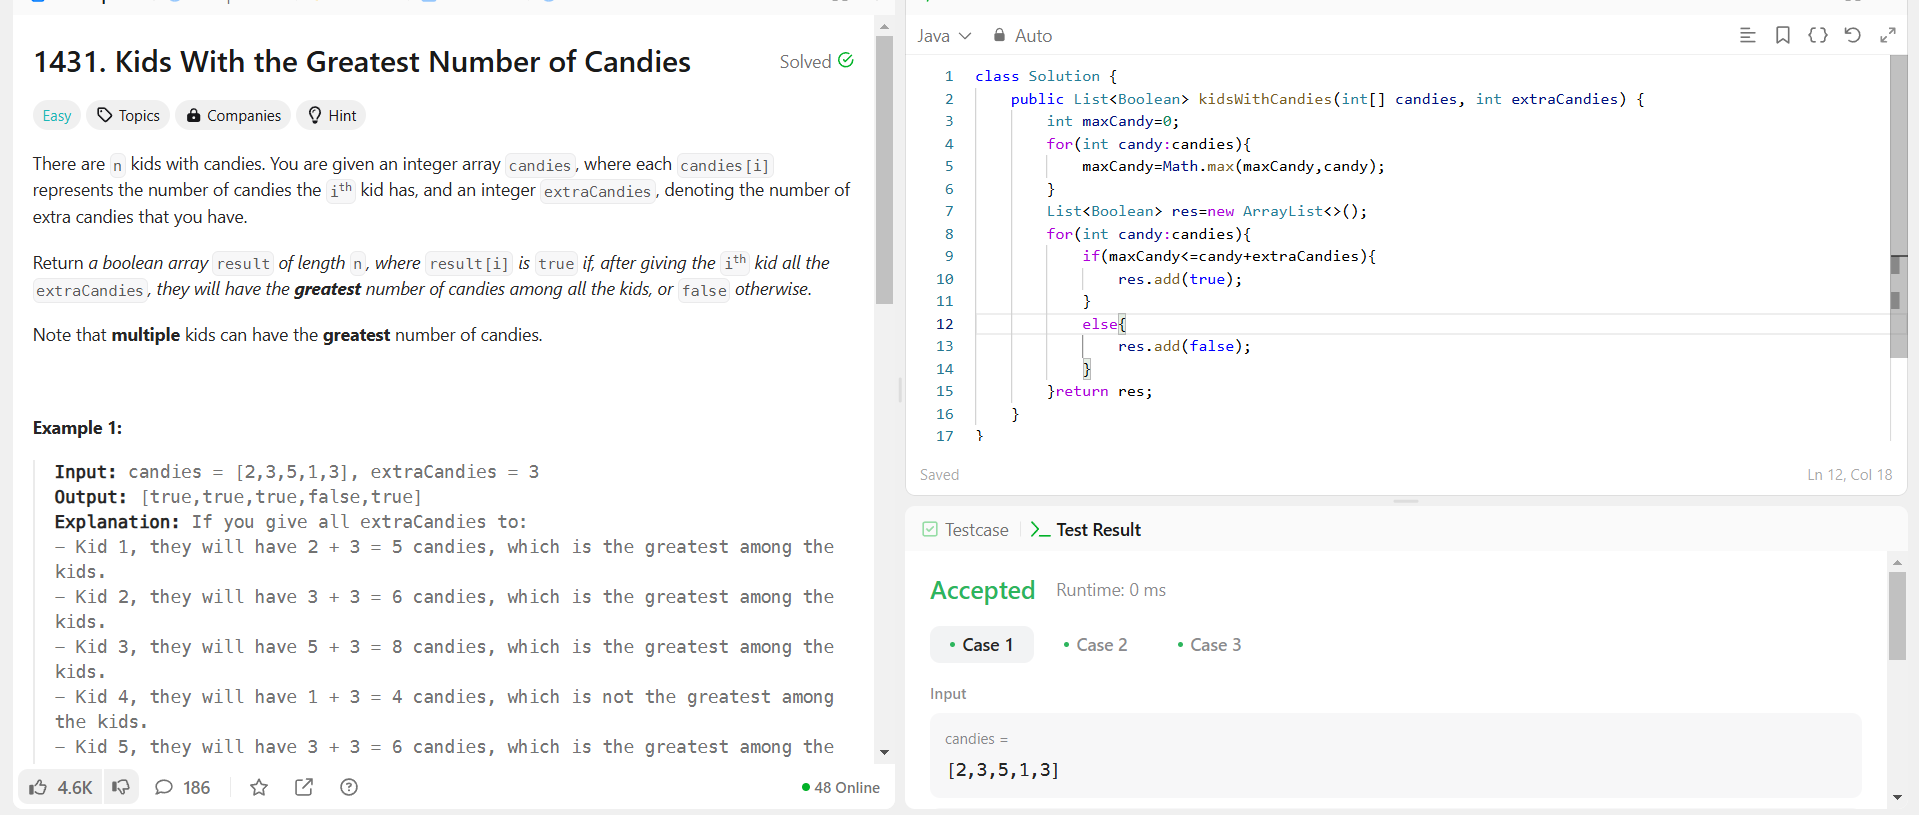 1431. Kids With the Greatest Number of Candies
Solved
Easy Topics Companies Hint
There are n kids with candies. You are given an integer array candies, where each candies[i]
represents the number of candies the ith kid has, and an integer extraCandies, denoting the number of
extra candies that you have.
Return a boolean array result of length n, where result[i] is true if, after giving the ith kid all the
extraCandies, they will have the greatest number of candies among all the kids, or false otherwise.
Note that multiple kids can have the greatest number of candies.
Example 1:
Input: candies = [2,3,5,1,3], extraCandies = 3
Output: [true,true,true,false,true]
Explanation: If you give all extraCandies to:
- Kid 1, they will have 2 + 3 = 5 candies, which is the greatest among the
kids.
- Kid 2, they will have 3 + 3 = 6 candies, which is the greatest among the
kids.
- Kid 3, they will have 5 + 3 = 8 candies, which is the greatest among the
kids.
- Kid 4, they will have 1 + 3 = 4 candies, which is not the greatest among
the kids.
- Kid 5, they will have 3 + 3 = 6 candies, which is the greatest among the
4.6K 186 48 Online
Java Auto
1 class Solution {
2 public List<Boolean> kidsWithCandies(int[] candies, int extraCandies) {
3 int maxCandy=0;
4 for(int candy:candies){
5 maxCandy=Math.max(maxCandy,candy);
6 }
7 List<Boolean> res=new ArrayList<>();
8 for(int candy:candies){
9 if(maxCandy<=candy+extraCandies){
10 res.add(true);
11 }
12 else{
13 res.add(false);
14 }
15 }return res;
16 }
17 }
Saved Ln 12, Col 18
Testcase Test Result
Accepted Runtime: 0 ms
• Case 1 • Case 2 • Case 3
Input
candies =
[2,3,5,1,3]